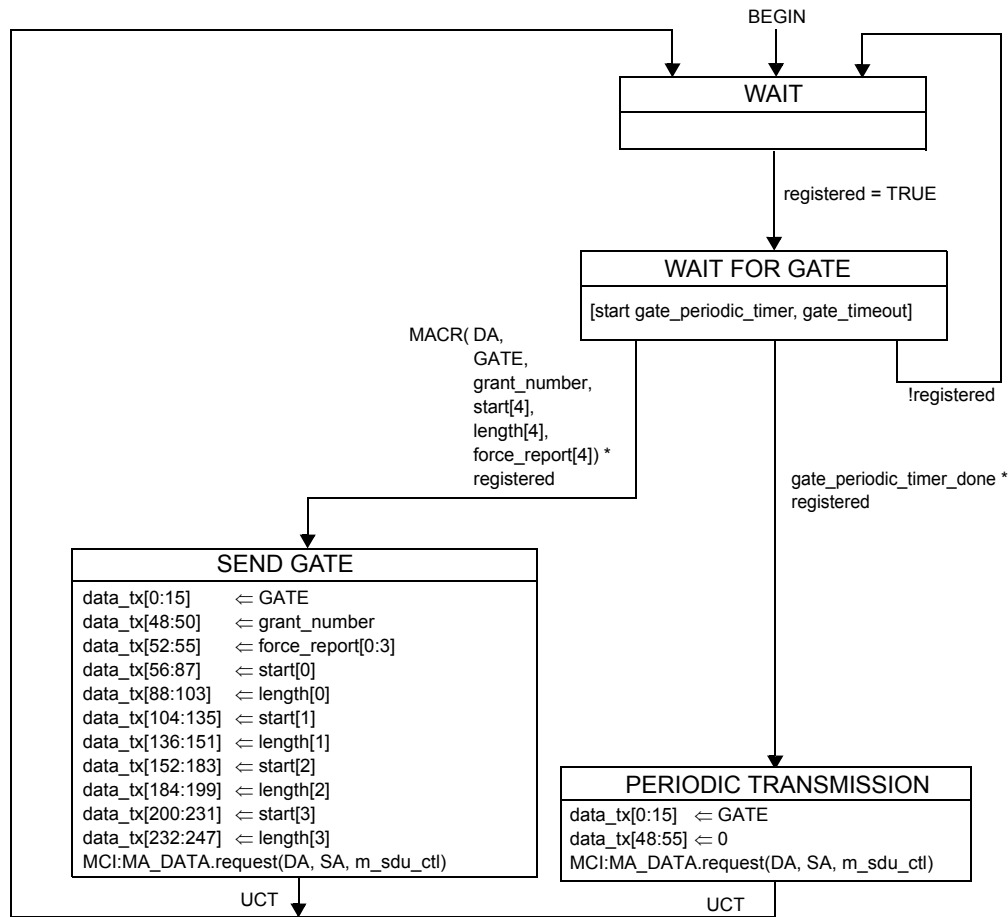 BEGIN
WAIT
registered = TRUE
WAIT FOR GATE
[start gate_periodic_timer, gate_timeout]
MACR( DA,
GATE,
grant_number,
start[4],
length[4],
force_report[4]) *
registered
!registered
gate_periodic_timer_done *
registered
SEND GATE
data_tx[0:15] ⇐ GATE
data_tx[48:50] ⇐ grant_number
data_tx[52:55] ⇐ force_report[0:3]
data_tx[56:87] ⇐ start[0]
data_tx[88:103] ⇐ length[0]
data_tx[104:135] ⇐ start[1]
data_tx[136:151] ⇐ length[1]
data_tx[152:183] ⇐ start[2]
data_tx[184:199] ⇐ length[2]
data_tx[200:231] ⇐ start[3]
data_tx[232:247] ⇐ length[3]
MCI:MA_DATA.request(DA, SA, m_sdu_ctl)
UCT
PERIODIC TRANSMISSION
data_tx[0:15] ⇐ GATE
data_tx[48:55] ⇐ 0
MCI:MA_DATA.request(DA, SA, m_sdu_ctl)
UCT